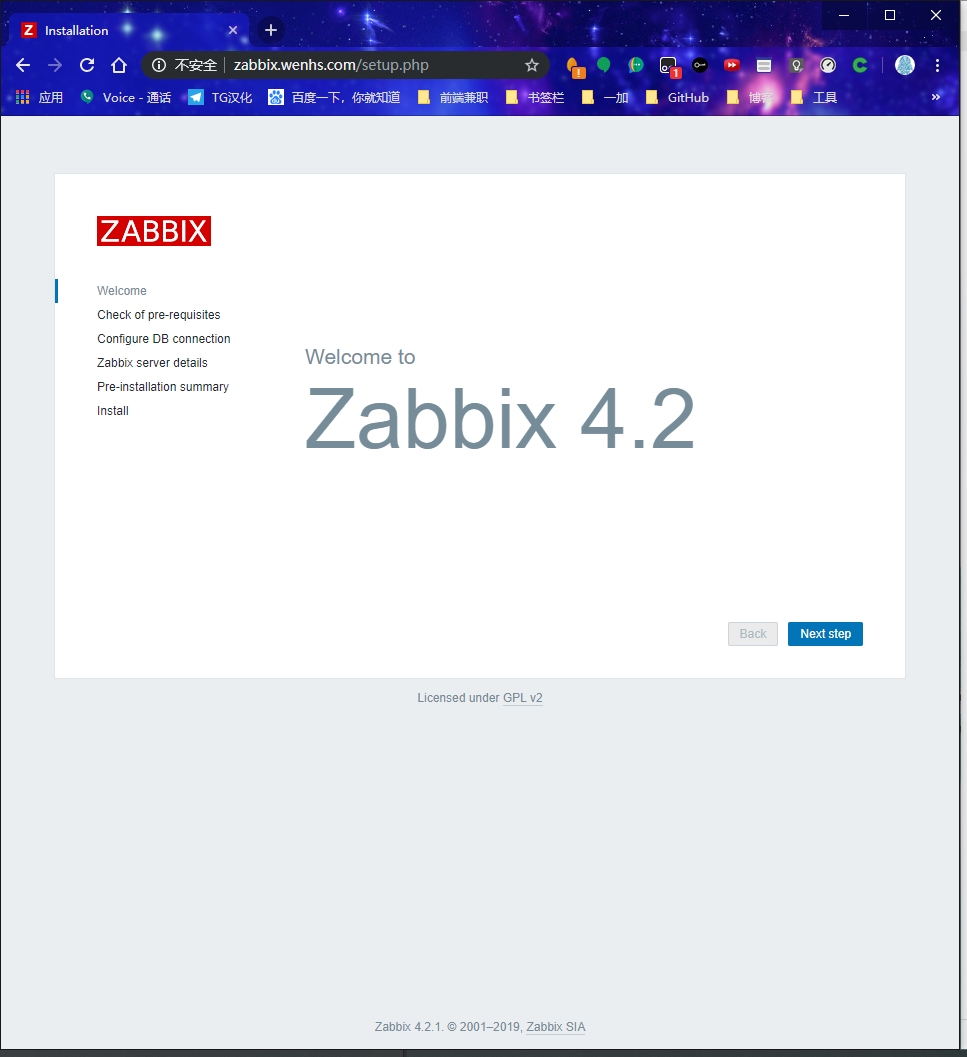 Z Installation
不安全 zabbix.wenhs.com/setup.php
! 1
应用 Voice - 通话 TG汉化 百度一下，你就知道 前端兼职 书签栏 一加 GitHub 博客 工具 »
ZABBIX
Welcome
Check of pre-requisites
Configure DB connection
Zabbix server details
Pre-installation summary
Install
Welcome to
Zabbix 4.2
Back Next step
Licensed under GPL v2
Zabbix 4.2.1. © 2001–2019, Zabbix SIA